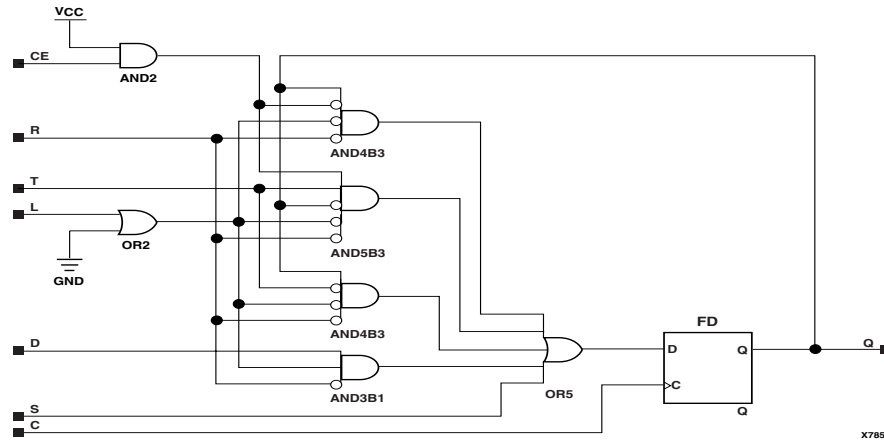 VCC
CE
AND2
R
AND4B3
T
L
OR2
AND5B3
GND
AND4B3
FD
D
Q
Q
D
C
AND3B1
OR5
Q
S
C
X785